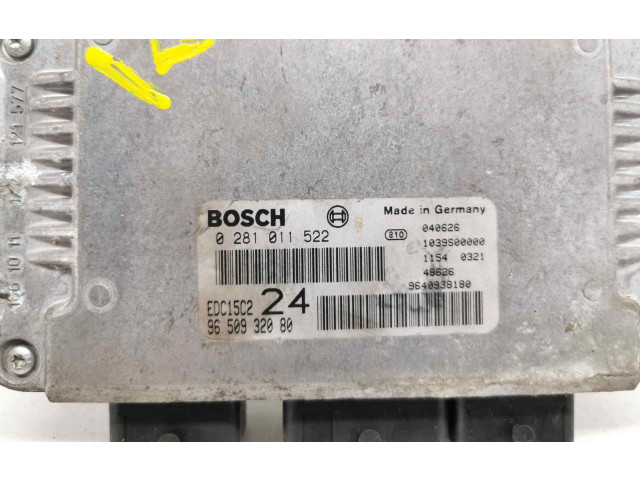 BOSCH
Made in Germany
0 281 011 522
810
040626
1039S00000
1154 0321
48626
9640938180
EDC15C2 24
96 509 320 80